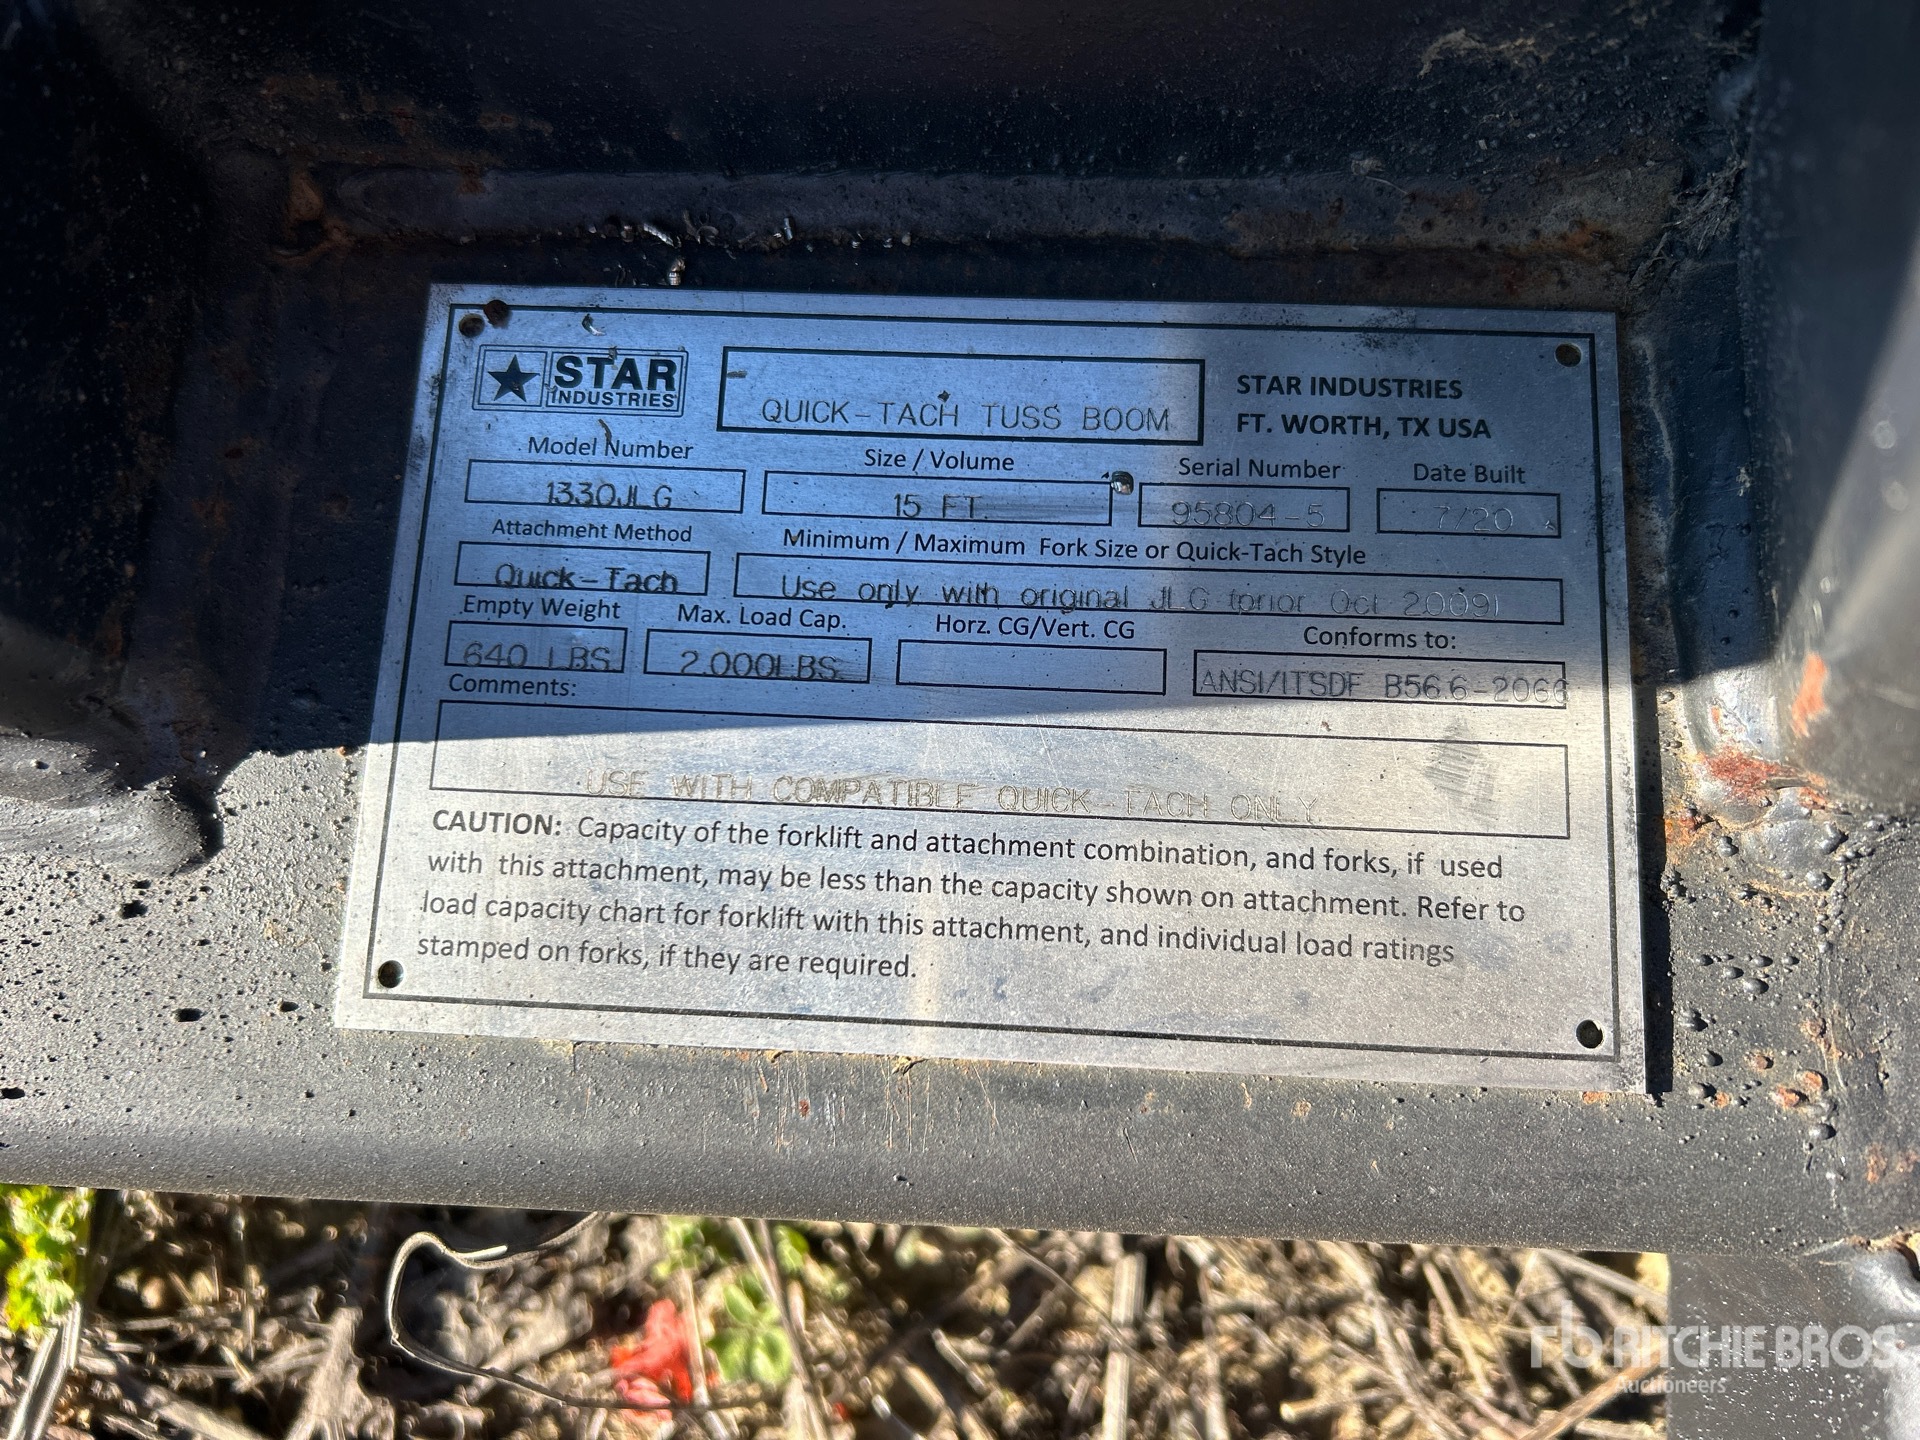 STAR
INDUSTRIES
QUICK-TACH TUSS BOOM
STAR INDUSTRIES
FT. WORTH, TX USA
Model Number
Size / Volume
Serial Number
Date Built
1330JLG
15 FT.
95804-5
7/20
Attachment Method
Minimum / Maximum Fork Size or Quick-Tach Style
Quick-Tach
Use only with original JLG (prior Oct 2009)
Empty Weight
Max. Load Cap.
Horz. CG/Vert. CG
Conforms to:
640 LBS
2,000LBS
ANSI/ITSDF B56.6-206
Comments:
USE WITH COMPATIBLE QUICK-TACH ONLY
CAUTION: Capacity of the forklift and attachment combination, and forks, if used
with this attachment, may be less than the capacity shown on attachment. Refer to
load capacity chart for forklift with this attachment, and individual load ratings
stamped on forks, if they are required.
rb RITCHIE BROS.
Auctioneers